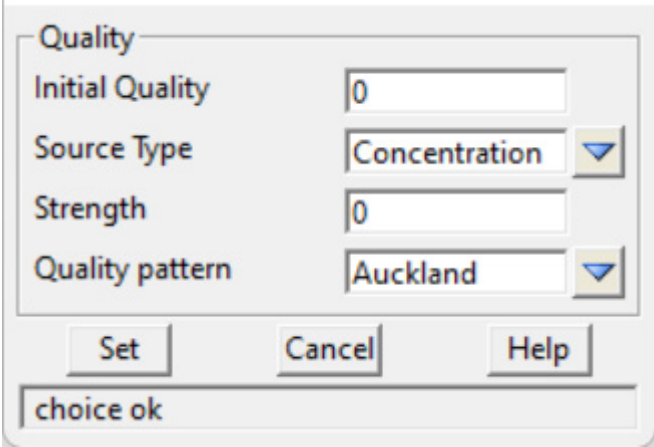 Quality
Initial Quality 0
Source Type Concentration
Strength 0
Quality pattern Auckland
Set Cancel Help
choice ok